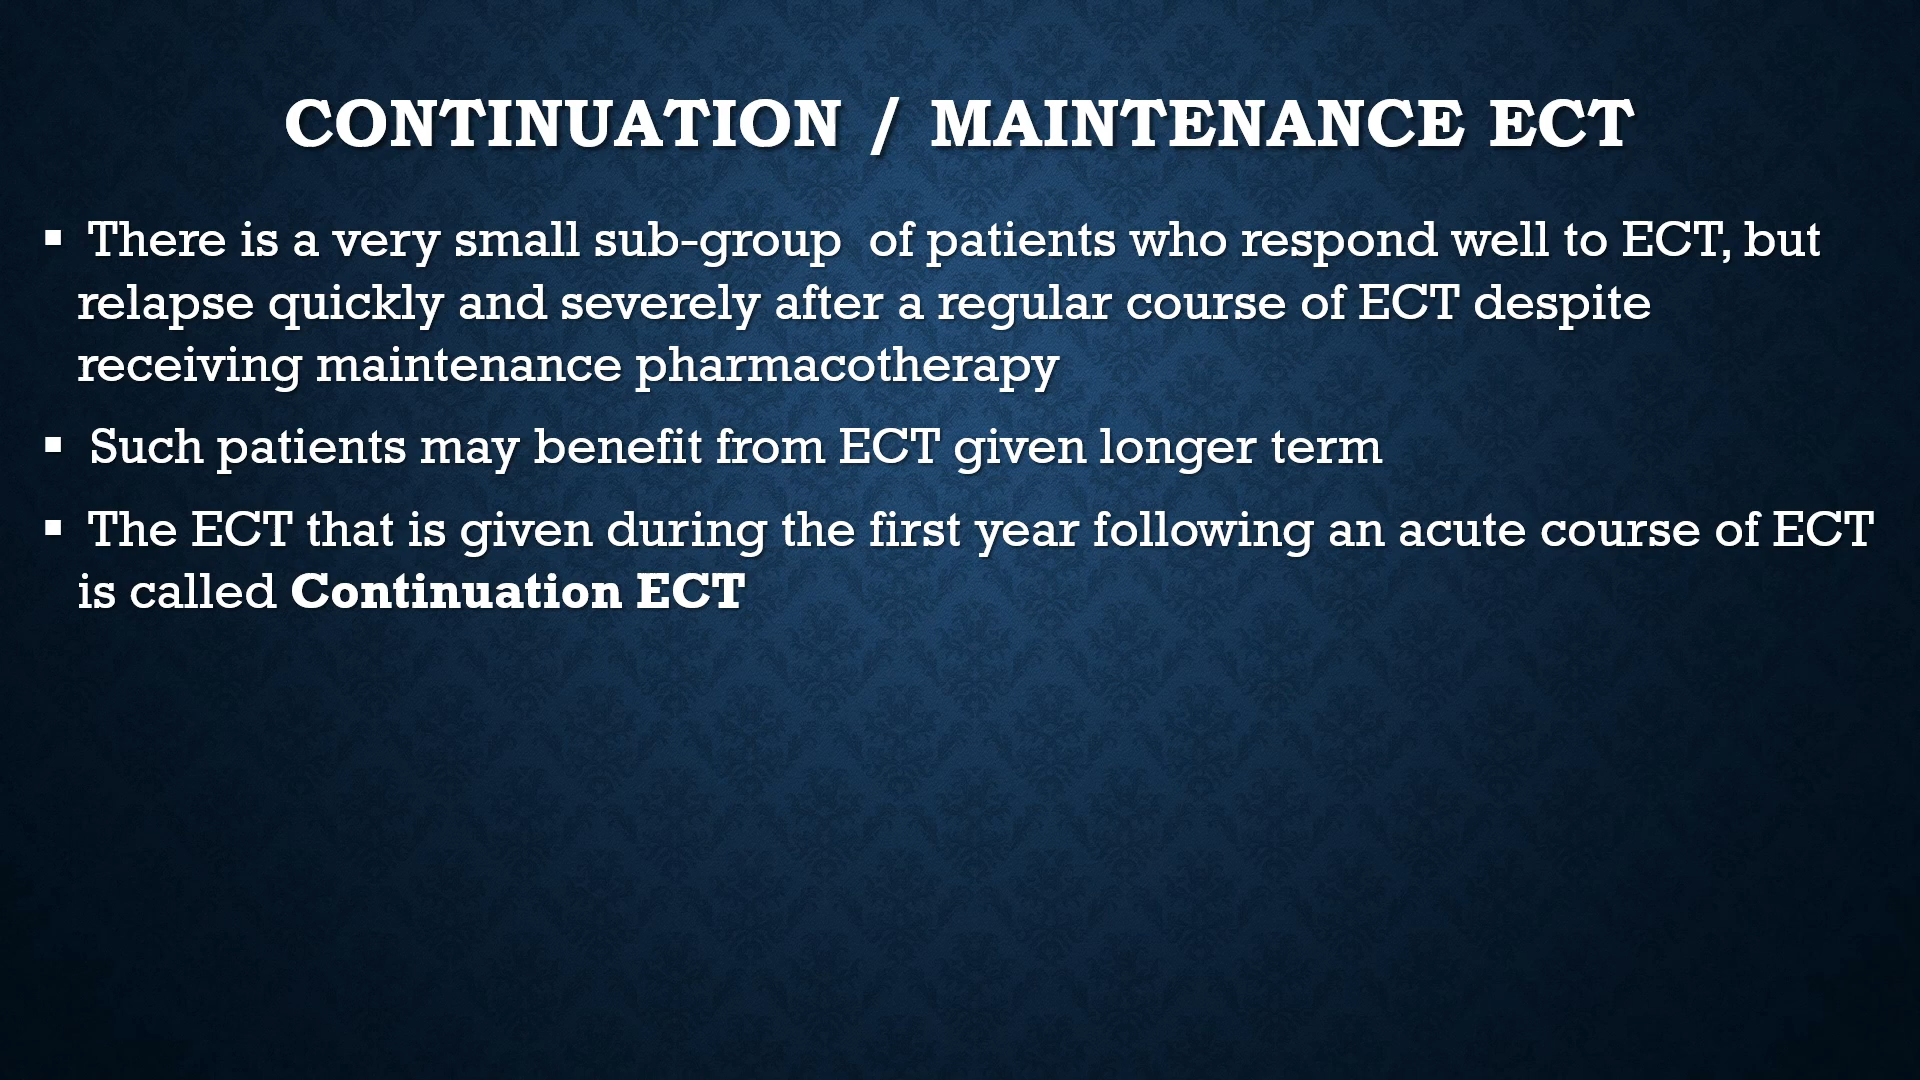 CONTINUATION / MAINTENANCE ECT
▪ There is a very small sub-group  of patients who respond well to ECT, but
relapse quickly and severely after a regular course of ECT despite
receiving maintenance pharmacotherapy
▪ Such patients may benefit from ECT given longer term
▪ The ECT that is given during the first year following an acute course of ECT
is called Continuation ECT